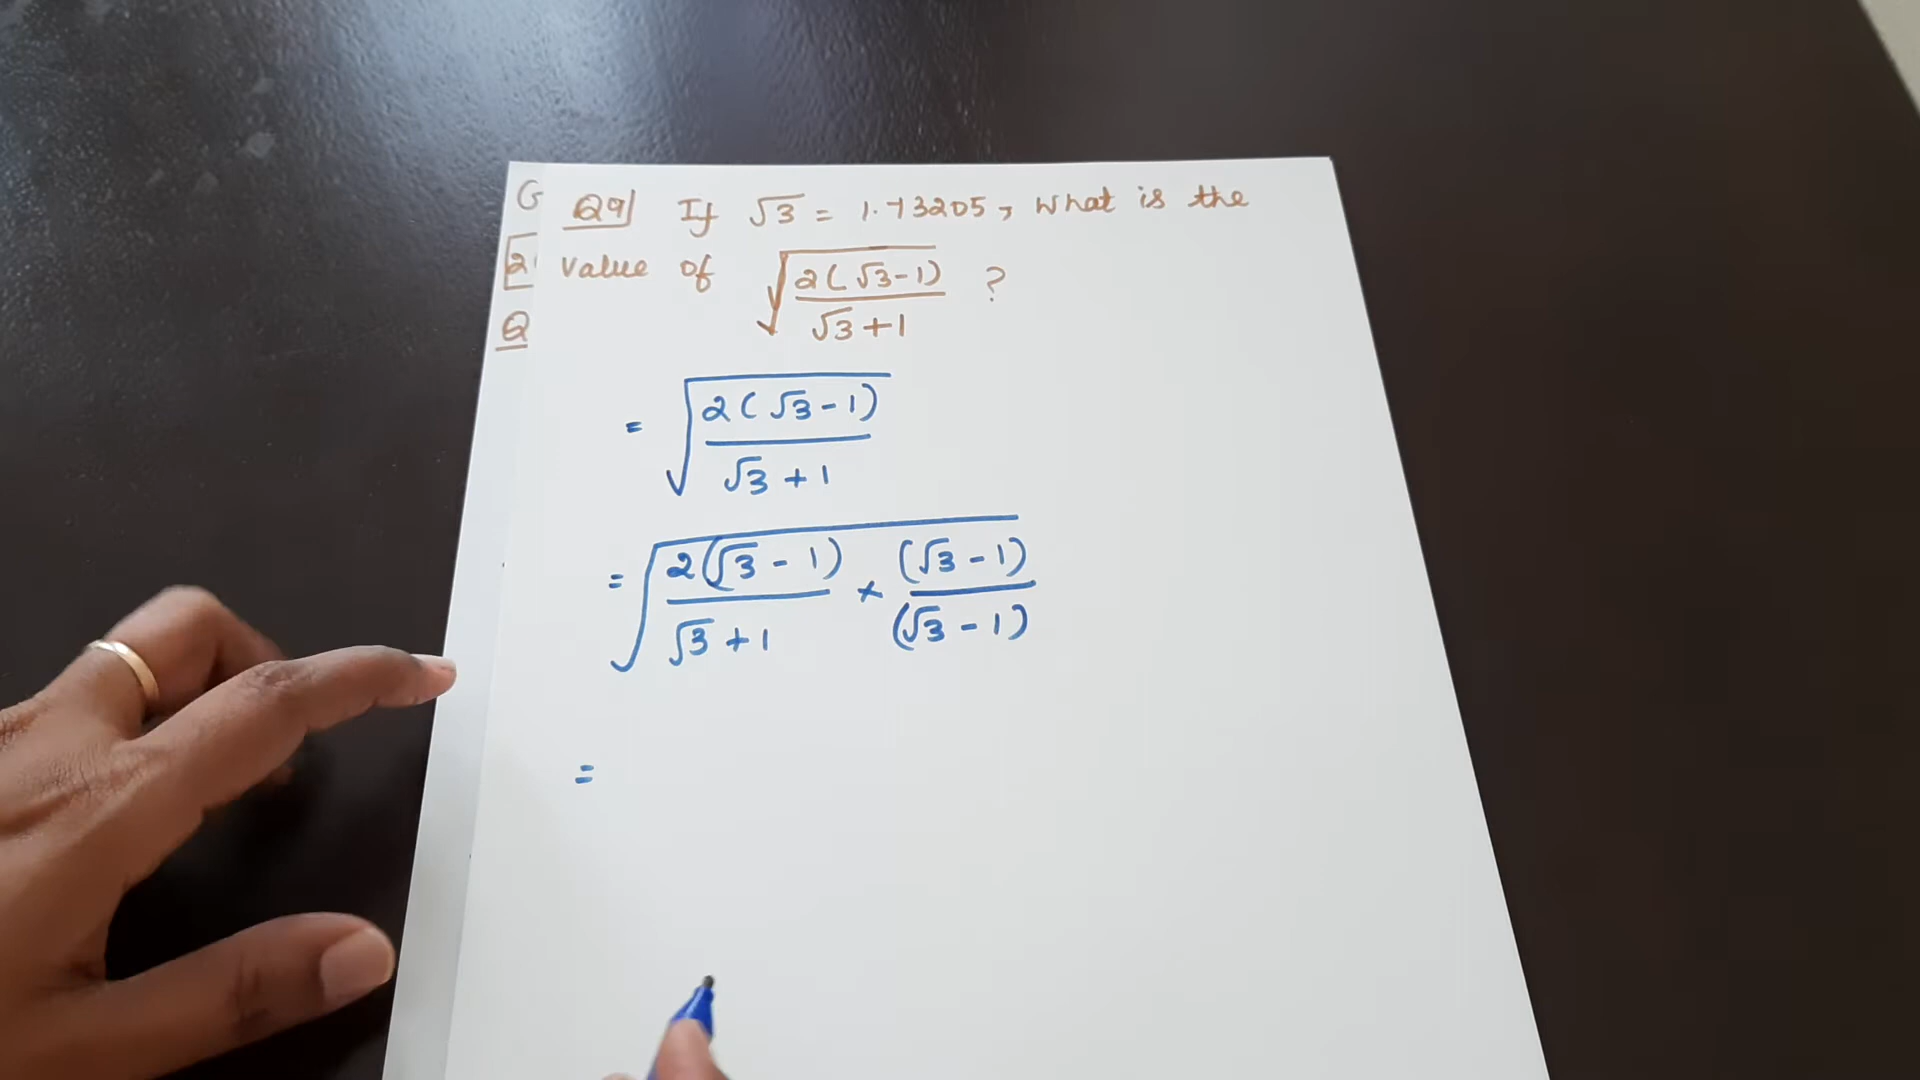 G
2
Q
Q9 If √3 = 1.73205, what is the
value of √(2(√3-1)/(√3+1)) ?
= √(2(√3-1)/(√3+1))
= √(2(√3-1)/(√3+1) × (√3-1)/(√3-1))
=